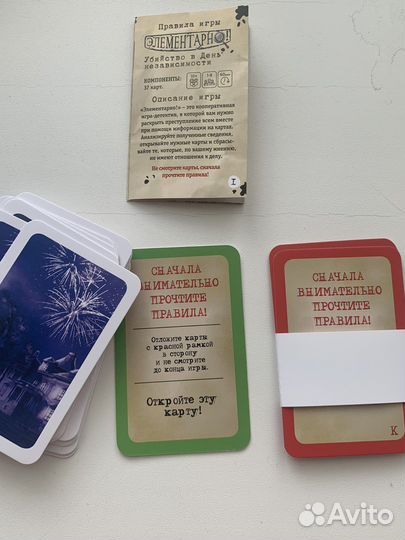 Правила игры
ЭЛЕМЕНТАРНО!
Убийство в День
независимости
КОМПОНЕНТЫ:
37 карт.
Описание игры
«Элементарно!» – это кооперативная
игра-детектив, в которой вам нужно
раскрыть преступление всем вместе
при помощи информации на картах.
Анализируйте полученные сведения,
открывайте нужные карты и сбрасы-
вайте те, которые, по вашему мнению,
не имеют отношения к делу.
Не смотрите карты, сначала
прочтите правила!
I
СНАЧАЛА
ВНИМАТЕЛЬНО
ПРОЧТИТЕ
ПРАВИЛА!
Отложите карты
с красной рамкой
в сторону
и не смотрите
до конца игры.
Откройте эту
карту!
СНАЧАЛА
ВНИМАТЕЛЬНО
ПРОЧТИТЕ
ПРАВИЛА!
К
Avito